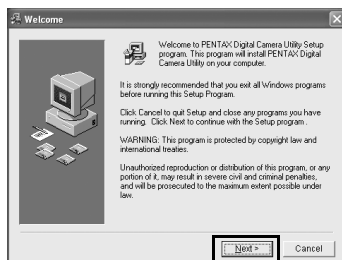 Welcome
Welcome to PENTAX Digital Camera Utility Setup
program. This program will install PENTAX Digital
Camera Utility on your computer.
It is strongly recommended that you exit all Windows programs
before running this Setup Program.
Click Cancel to quit Setup and close any programs you have
running. Click Next to continue with the Setup program.
WARNING: This program is protected by copyright law and
international treaties.
Unauthorized reproduction or distribution of this program, or any
portion of it, may result in severe civil and criminal penalties,
and will be prosecuted to the maximum extent possible under
law.
Next > Cancel